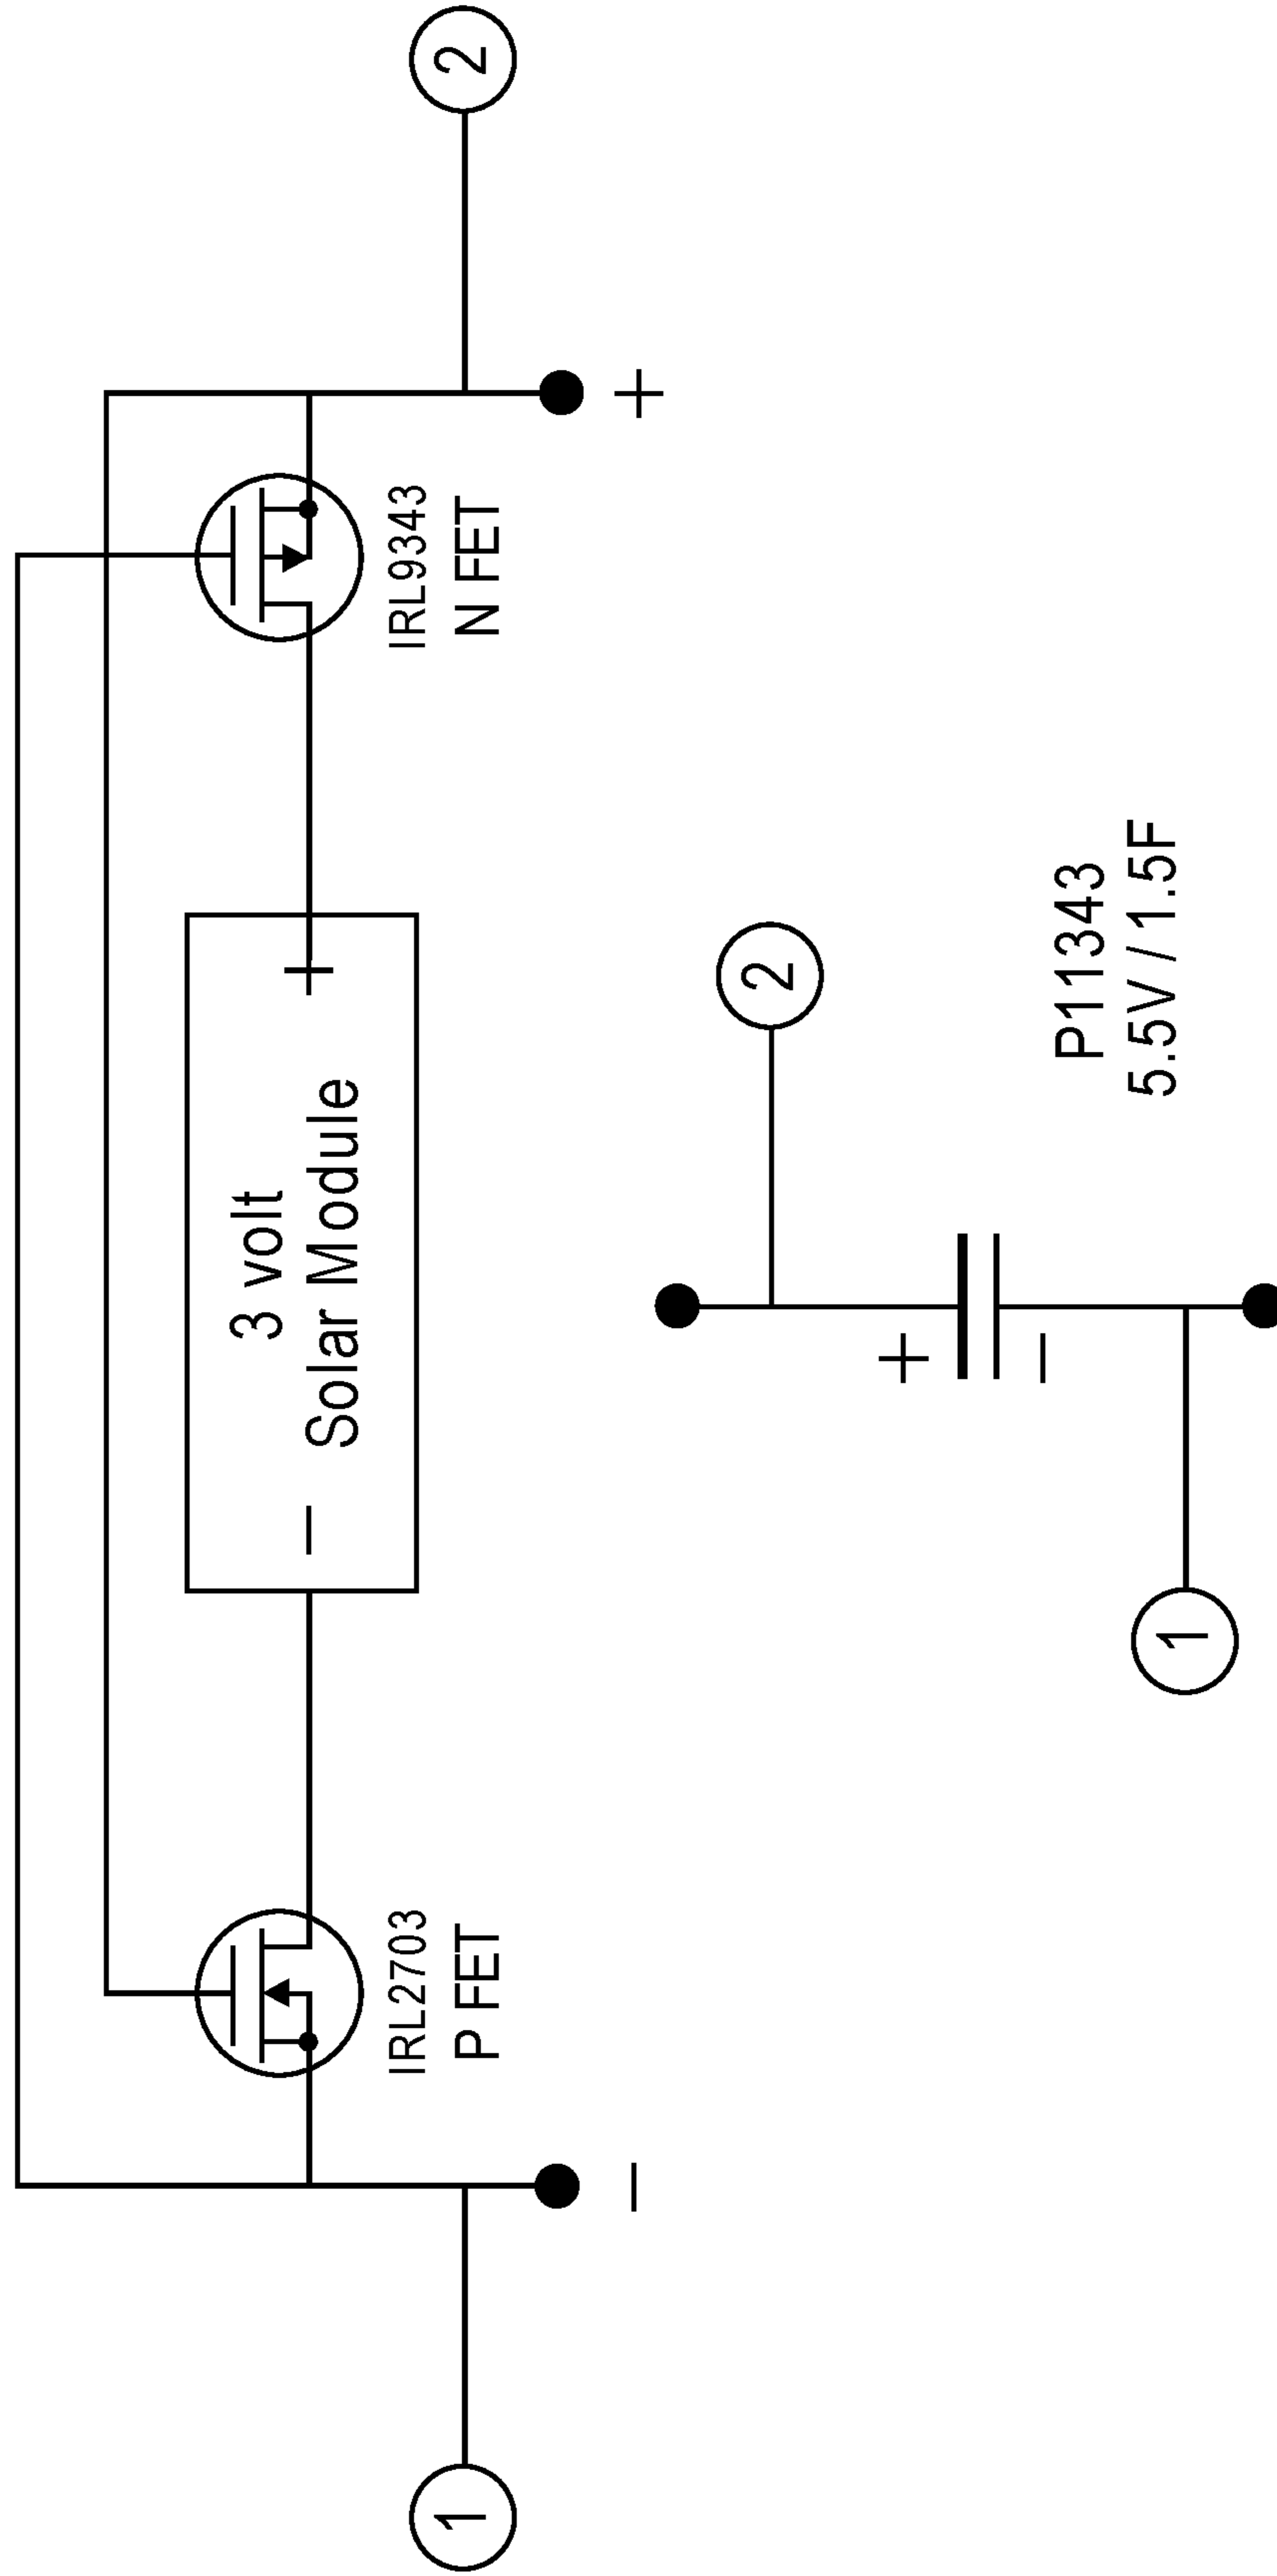 3 volt
Solar Module
−
+
IRL2703
P FET
IRL9343
N FET
1
−
+
2
2
+
−
1
P11343
5.5V / 1.5F